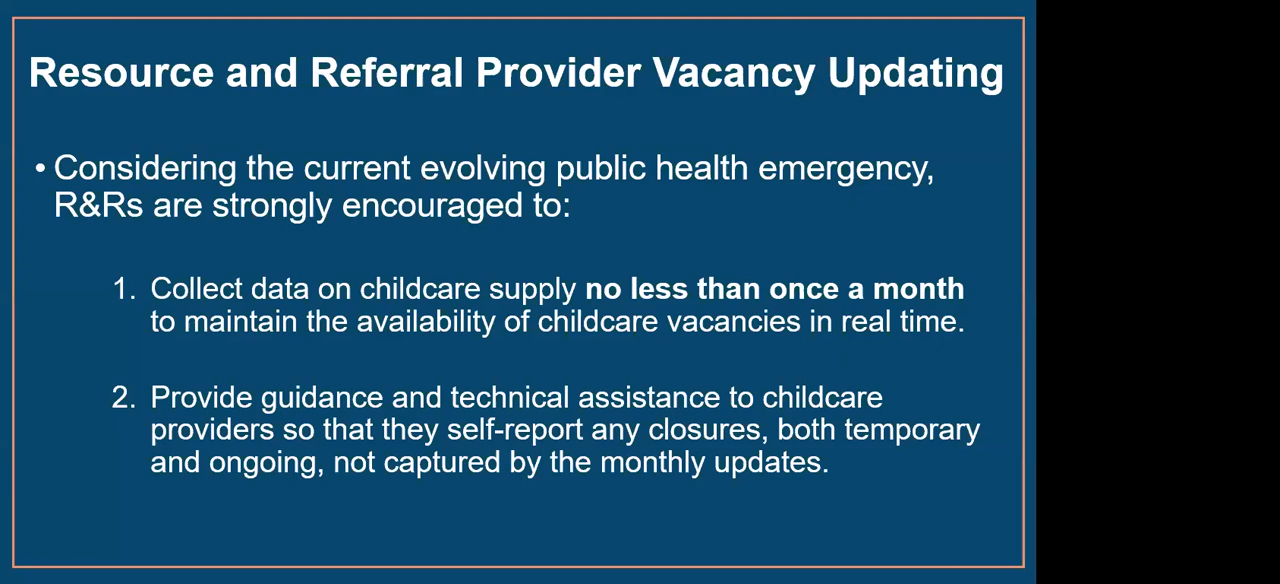 Resource and Referral Provider Vacancy Updating
• Considering the current evolving public health emergency,
R&Rs are strongly encouraged to:
1. Collect data on childcare supply no less than once a month
to maintain the availability of childcare vacancies in real time.
2. Provide guidance and technical assistance to childcare
providers so that they self-report any closures, both temporary
and ongoing, not captured by the monthly updates.